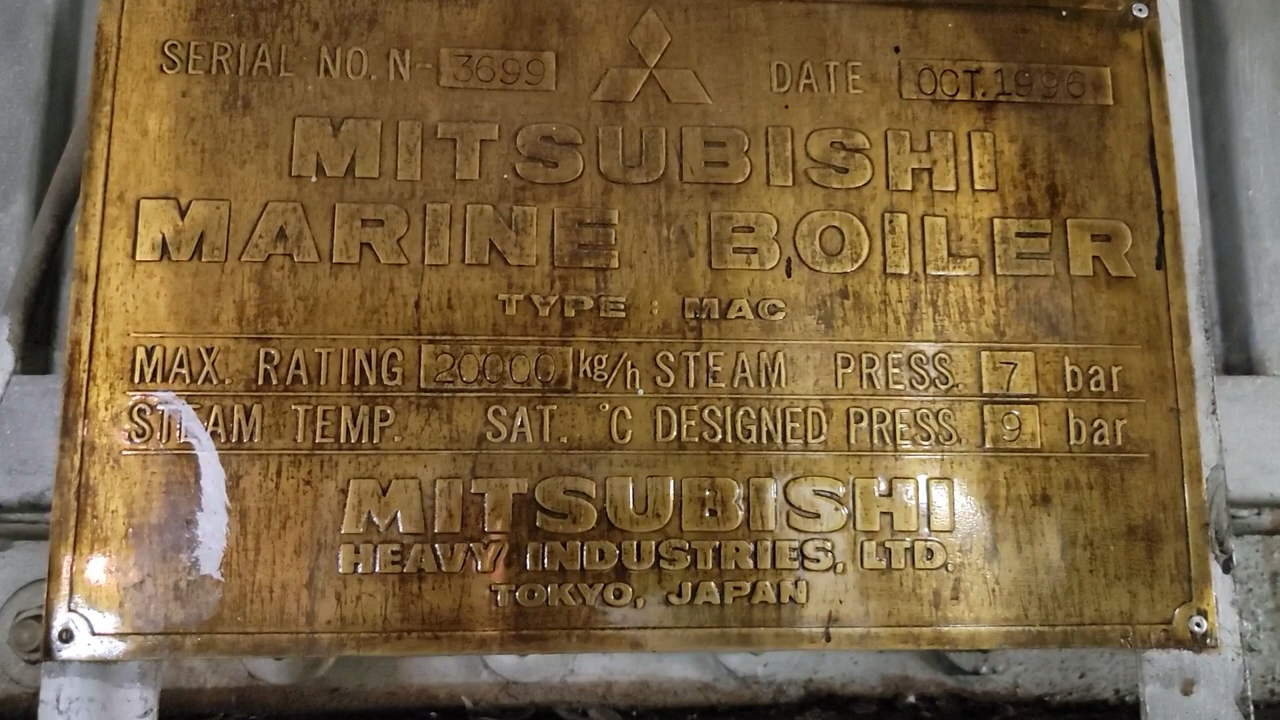 SERIAL NO. N- 3699 DATE OCT. 1996
MITSUBISHI
MARINE BOILER
TYPE : MAC
MAX. RATING 20000 kg/h STEAM PRESS. 7 bar
STEAM TEMP. SAT. °C DESIGNED PRESS. 9 bar
MITSUBISHI
HEAVY INDUSTRIES, LTD.
TOKYO, JAPAN